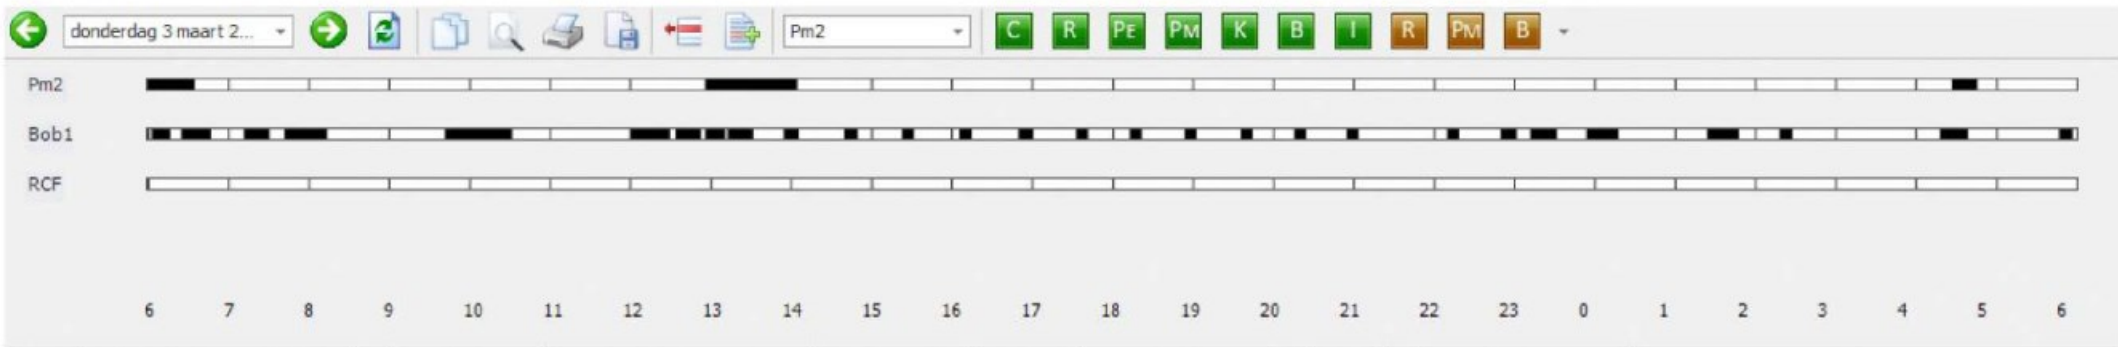 donderdag 3 maart 2... Pm2 C R PE PM K B I R PM B
Pm2
Bob1
RCF
6 7 8 9 10 11 12 13 14 15 16 17 18 19 20 21 22 23 0 1 2 3 4 5 6